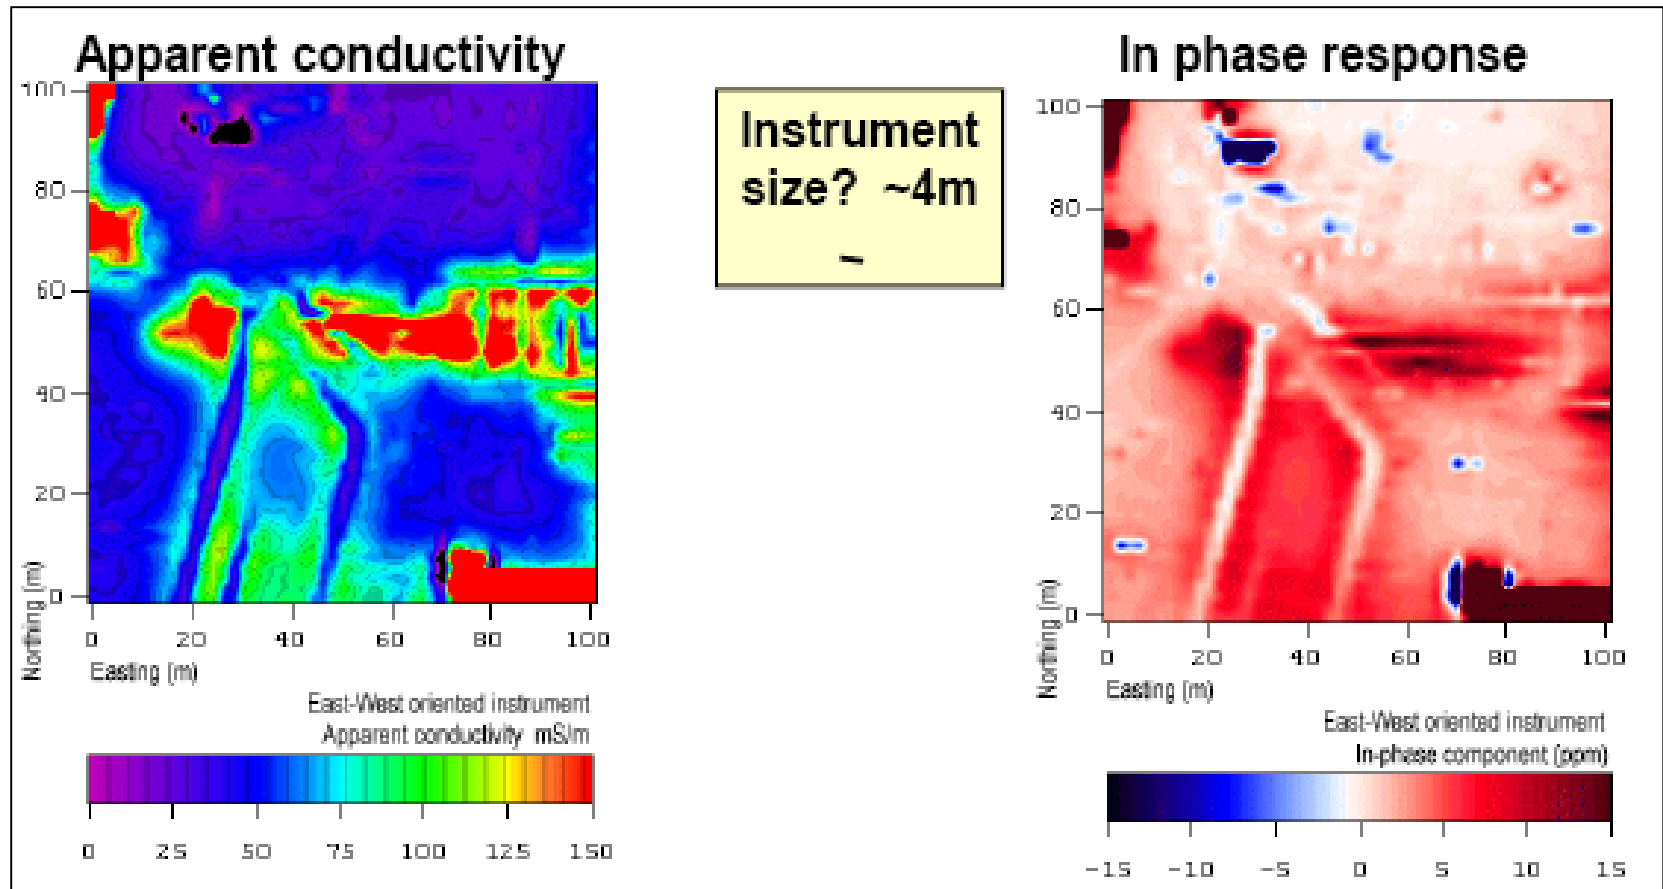 Apparent conductivity
100
80
60
40
20
0
Northing (m)
0 20 40 60 80 100
Easting (m)
East-West oriented instrument
Apparent conductivity mS/m
0 25 50 75 100 125 150
Instrument
size? ~4m
~
In phase response
100
80
60
40
20
0
Northing (m)
0 20 40 60 80 100
Easting (m)
East-West oriented instrument
In-phase component (ppm)
-15 -10 -5 0 5 10 15